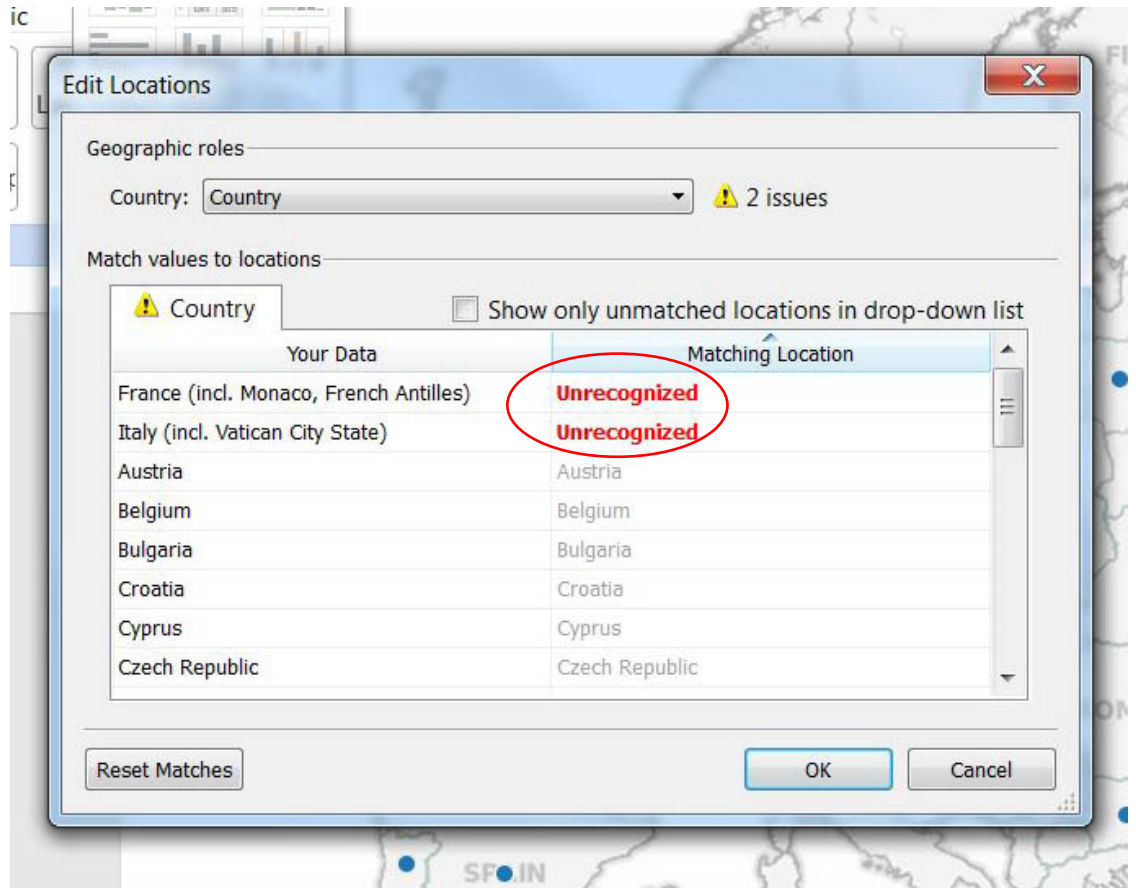 ic
Edit Locations
X
Geographic roles
Country: Country 2 issues
Match values to locations
Country Show only unmatched locations in drop-down list
Your Data Matching Location
France (incl. Monaco, French Antilles) Unrecognized
Italy (incl. Vatican City State) Unrecognized
Austria Austria
Belgium Belgium
Bulgaria Bulgaria
Croatia Croatia
Cyprus Cyprus
Czech Republic Czech Republic
Reset Matches OK Cancel
SPAIN